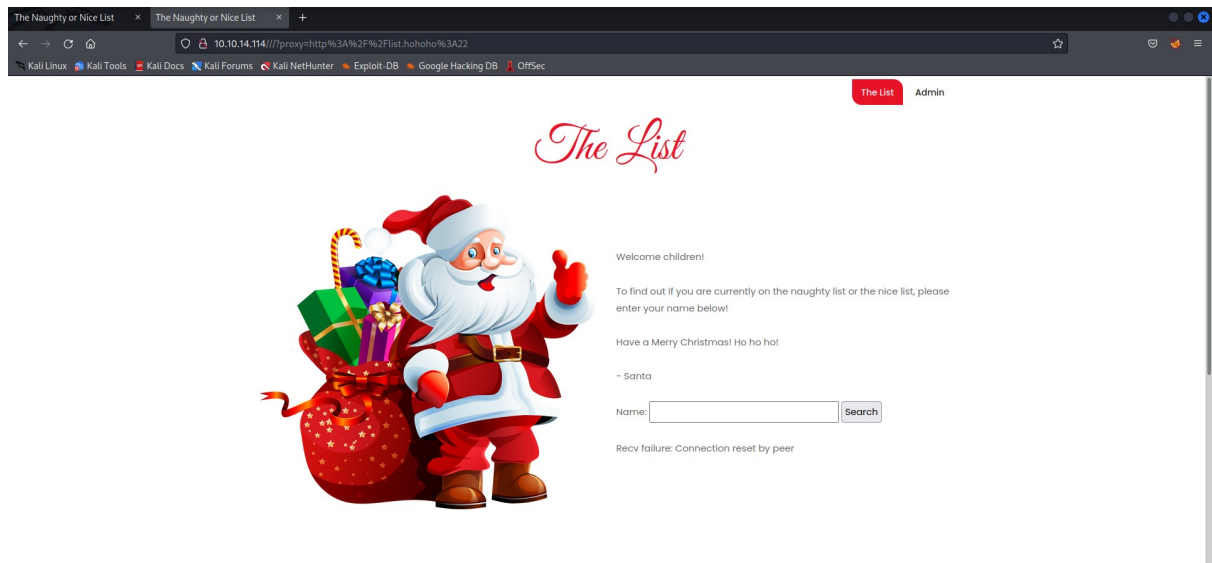 The Naughty or Nice List
The Naughty or Nice List
10.10.14.114///?proxy=http%3A%2F%2Flist.hohoho%3A22
Kali Linux Kali Tools Kali Docs Kali Forums Kali NetHunter Exploit-DB Google Hacking DB OffSec
The List Admin
The List
Welcome children!
To find out if you are currently on the naughty list or the nice list, please
enter your name below!
Have a Merry Christmas! Ho ho ho!
- Santa
Name: Search
Recv failure: Connection reset by peer